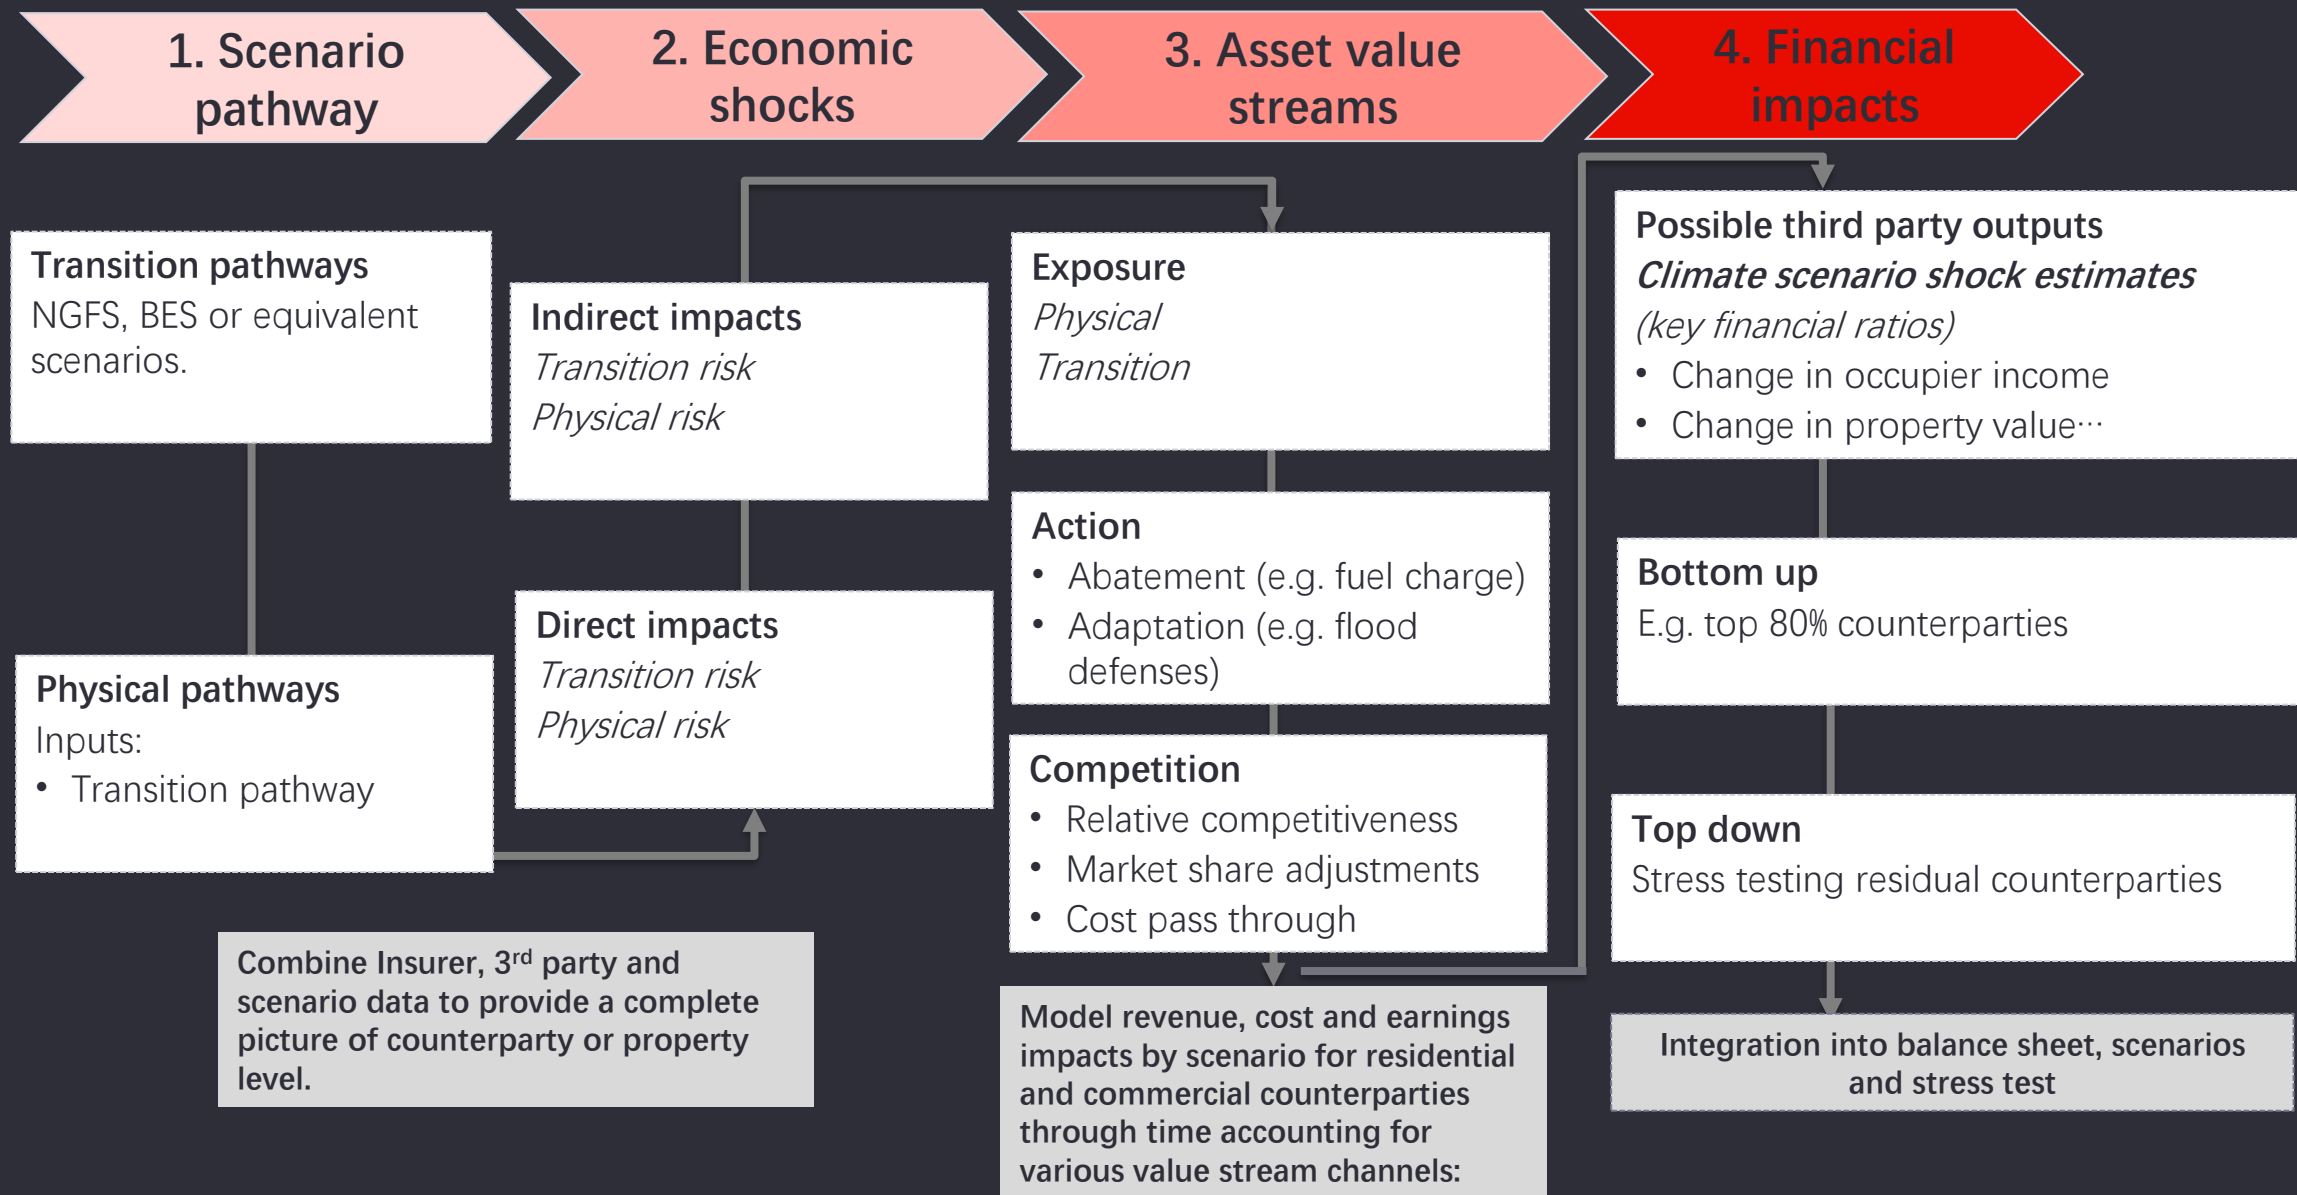 1. Scenario
pathway
2. Economic
shocks
3. Asset value
streams
4. Financial
impacts
Transition pathways
NGFS, BES or equivalent
scenarios.
Physical pathways
Inputs:
• Transition pathway
Combine Insurer, 3rd party and
scenario data to provide a complete
picture of counterparty or property
level.
Indirect impacts
Transition risk
Physical risk
Direct impacts
Transition risk
Physical risk
Exposure
Physical
Transition
Action
• Abatement (e.g. fuel charge)
• Adaptation (e.g. flood
defenses)
Competition
• Relative competitiveness
• Market share adjustments
• Cost pass through
Model revenue, cost and earnings
impacts by scenario for residential
and commercial counterparties
through time accounting for
various value stream channels:
Possible third party outputs
Climate scenario shock estimates
(key financial ratios)
• Change in occupier income
• Change in property value…
Bottom up
E.g. top 80% counterparties
Top down
Stress testing residual counterparties
Integration into balance sheet, scenarios
and stress test